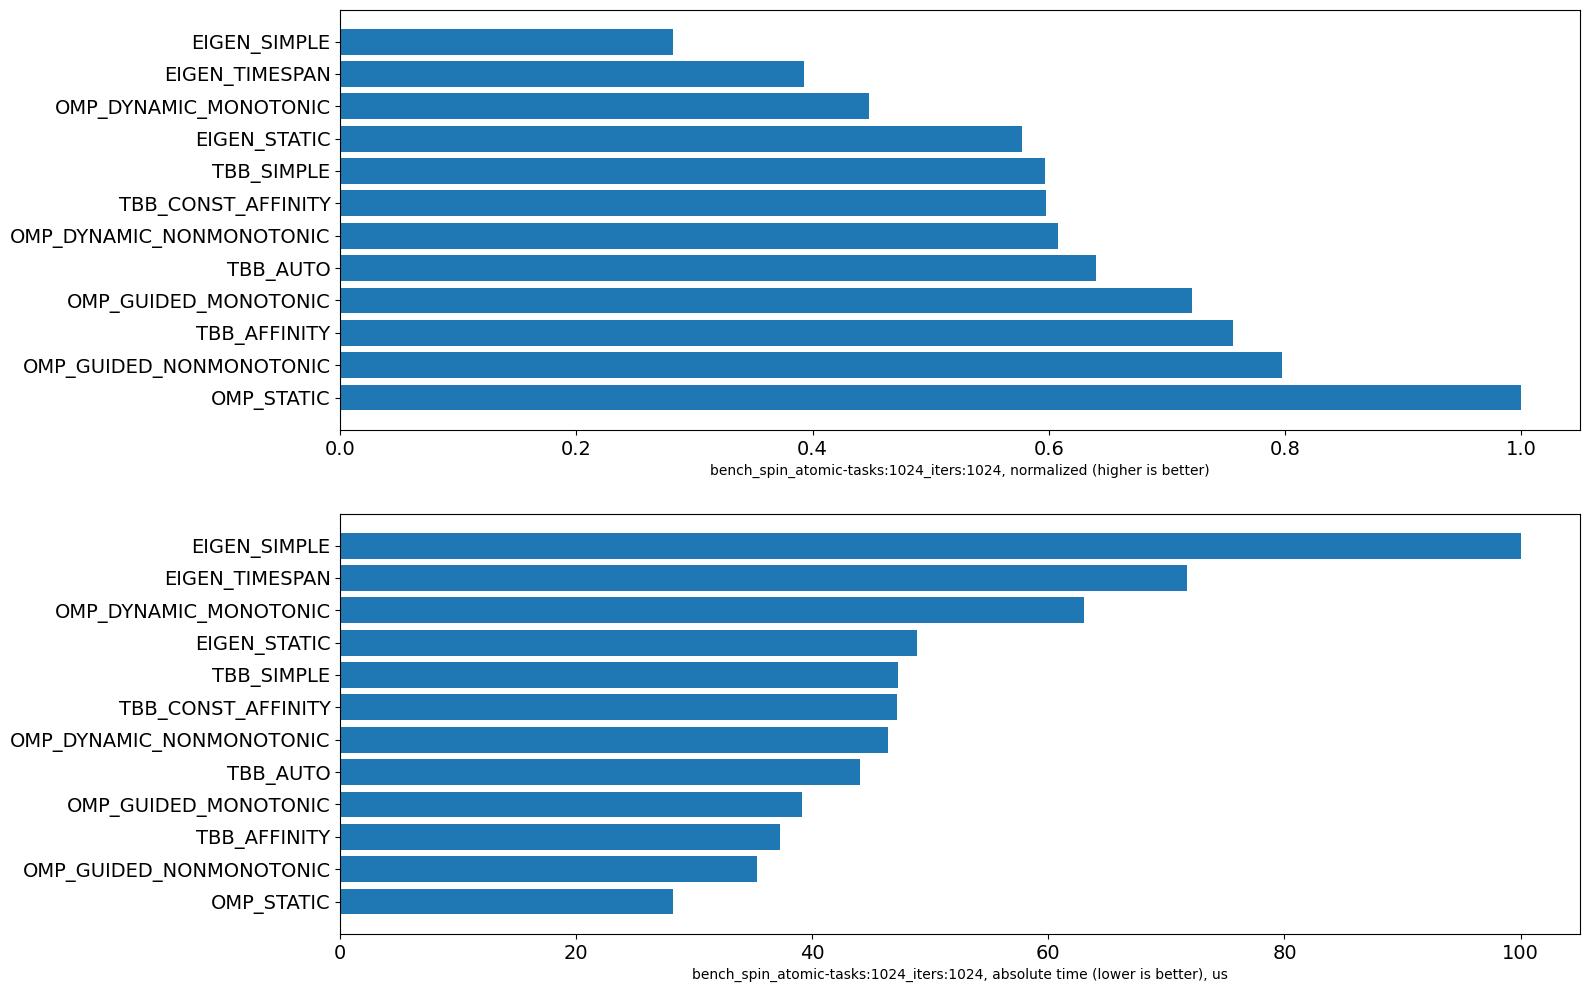 EIGEN_SIMPLE
EIGEN_TIMESPAN
OMP_DYNAMIC_MONOTONIC
EIGEN_STATIC
TBB_SIMPLE
TBB_CONST_AFFINITY
OMP_DYNAMIC_NONMONOTONIC
TBB_AUTO
OMP_GUIDED_MONOTONIC
TBB_AFFINITY
OMP_GUIDED_NONMONOTONIC
OMP_STATIC
0.0 0.2 0.4 0.6 0.8 1.0
bench_spin_atomic-tasks:1024_iters:1024, normalized (higher is better)
EIGEN_SIMPLE
EIGEN_TIMESPAN
OMP_DYNAMIC_MONOTONIC
EIGEN_STATIC
TBB_SIMPLE
TBB_CONST_AFFINITY
OMP_DYNAMIC_NONMONOTONIC
TBB_AUTO
OMP_GUIDED_MONOTONIC
TBB_AFFINITY
OMP_GUIDED_NONMONOTONIC
OMP_STATIC
0 20 40 60 80 100
bench_spin_atomic-tasks:1024_iters:1024, absolute time (lower is better), us